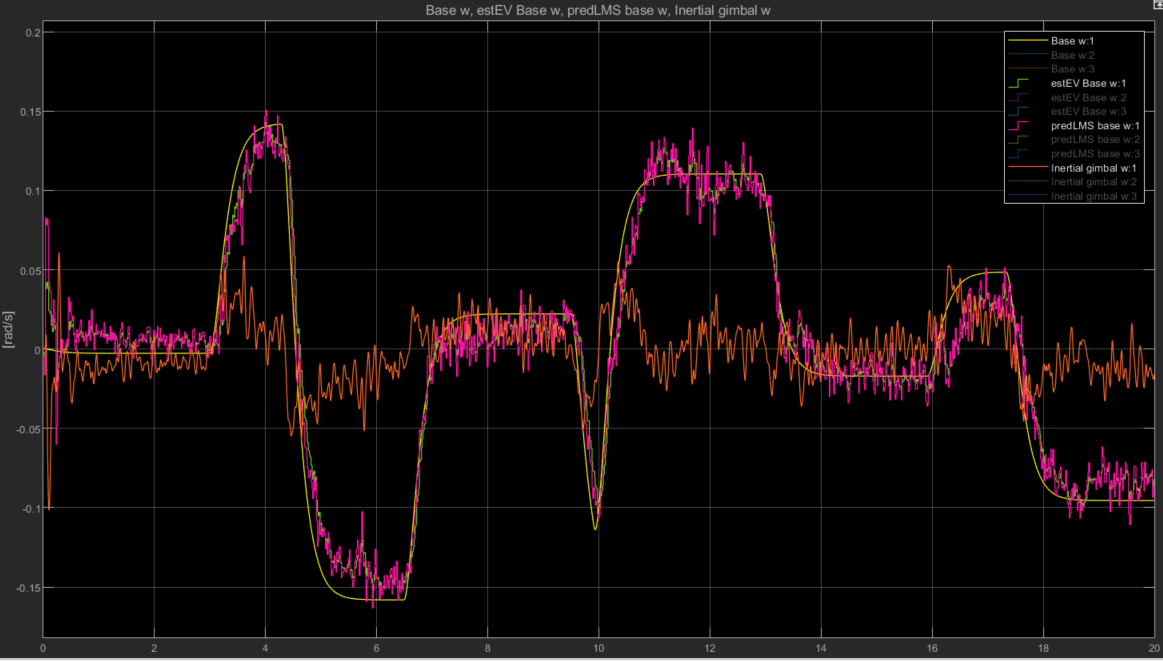 Base w, estEV Base w, predLMS base w, Inertial gimbal w
0.2
0.15
0.1
0.05
0
-0.05
-0.1
-0.15
[rad/s]
0 2 4 6 8 10 12 14 16 18 20
Base w:1
Base w:2
Base w:3
estEV Base w:1
estEV Base w:2
estEV Base w:3
predLMS base w:1
predLMS base w:2
predLMS base w:3
Inertial gimbal w:1
Inertial gimbal w:2
Inertial gimbal w:3